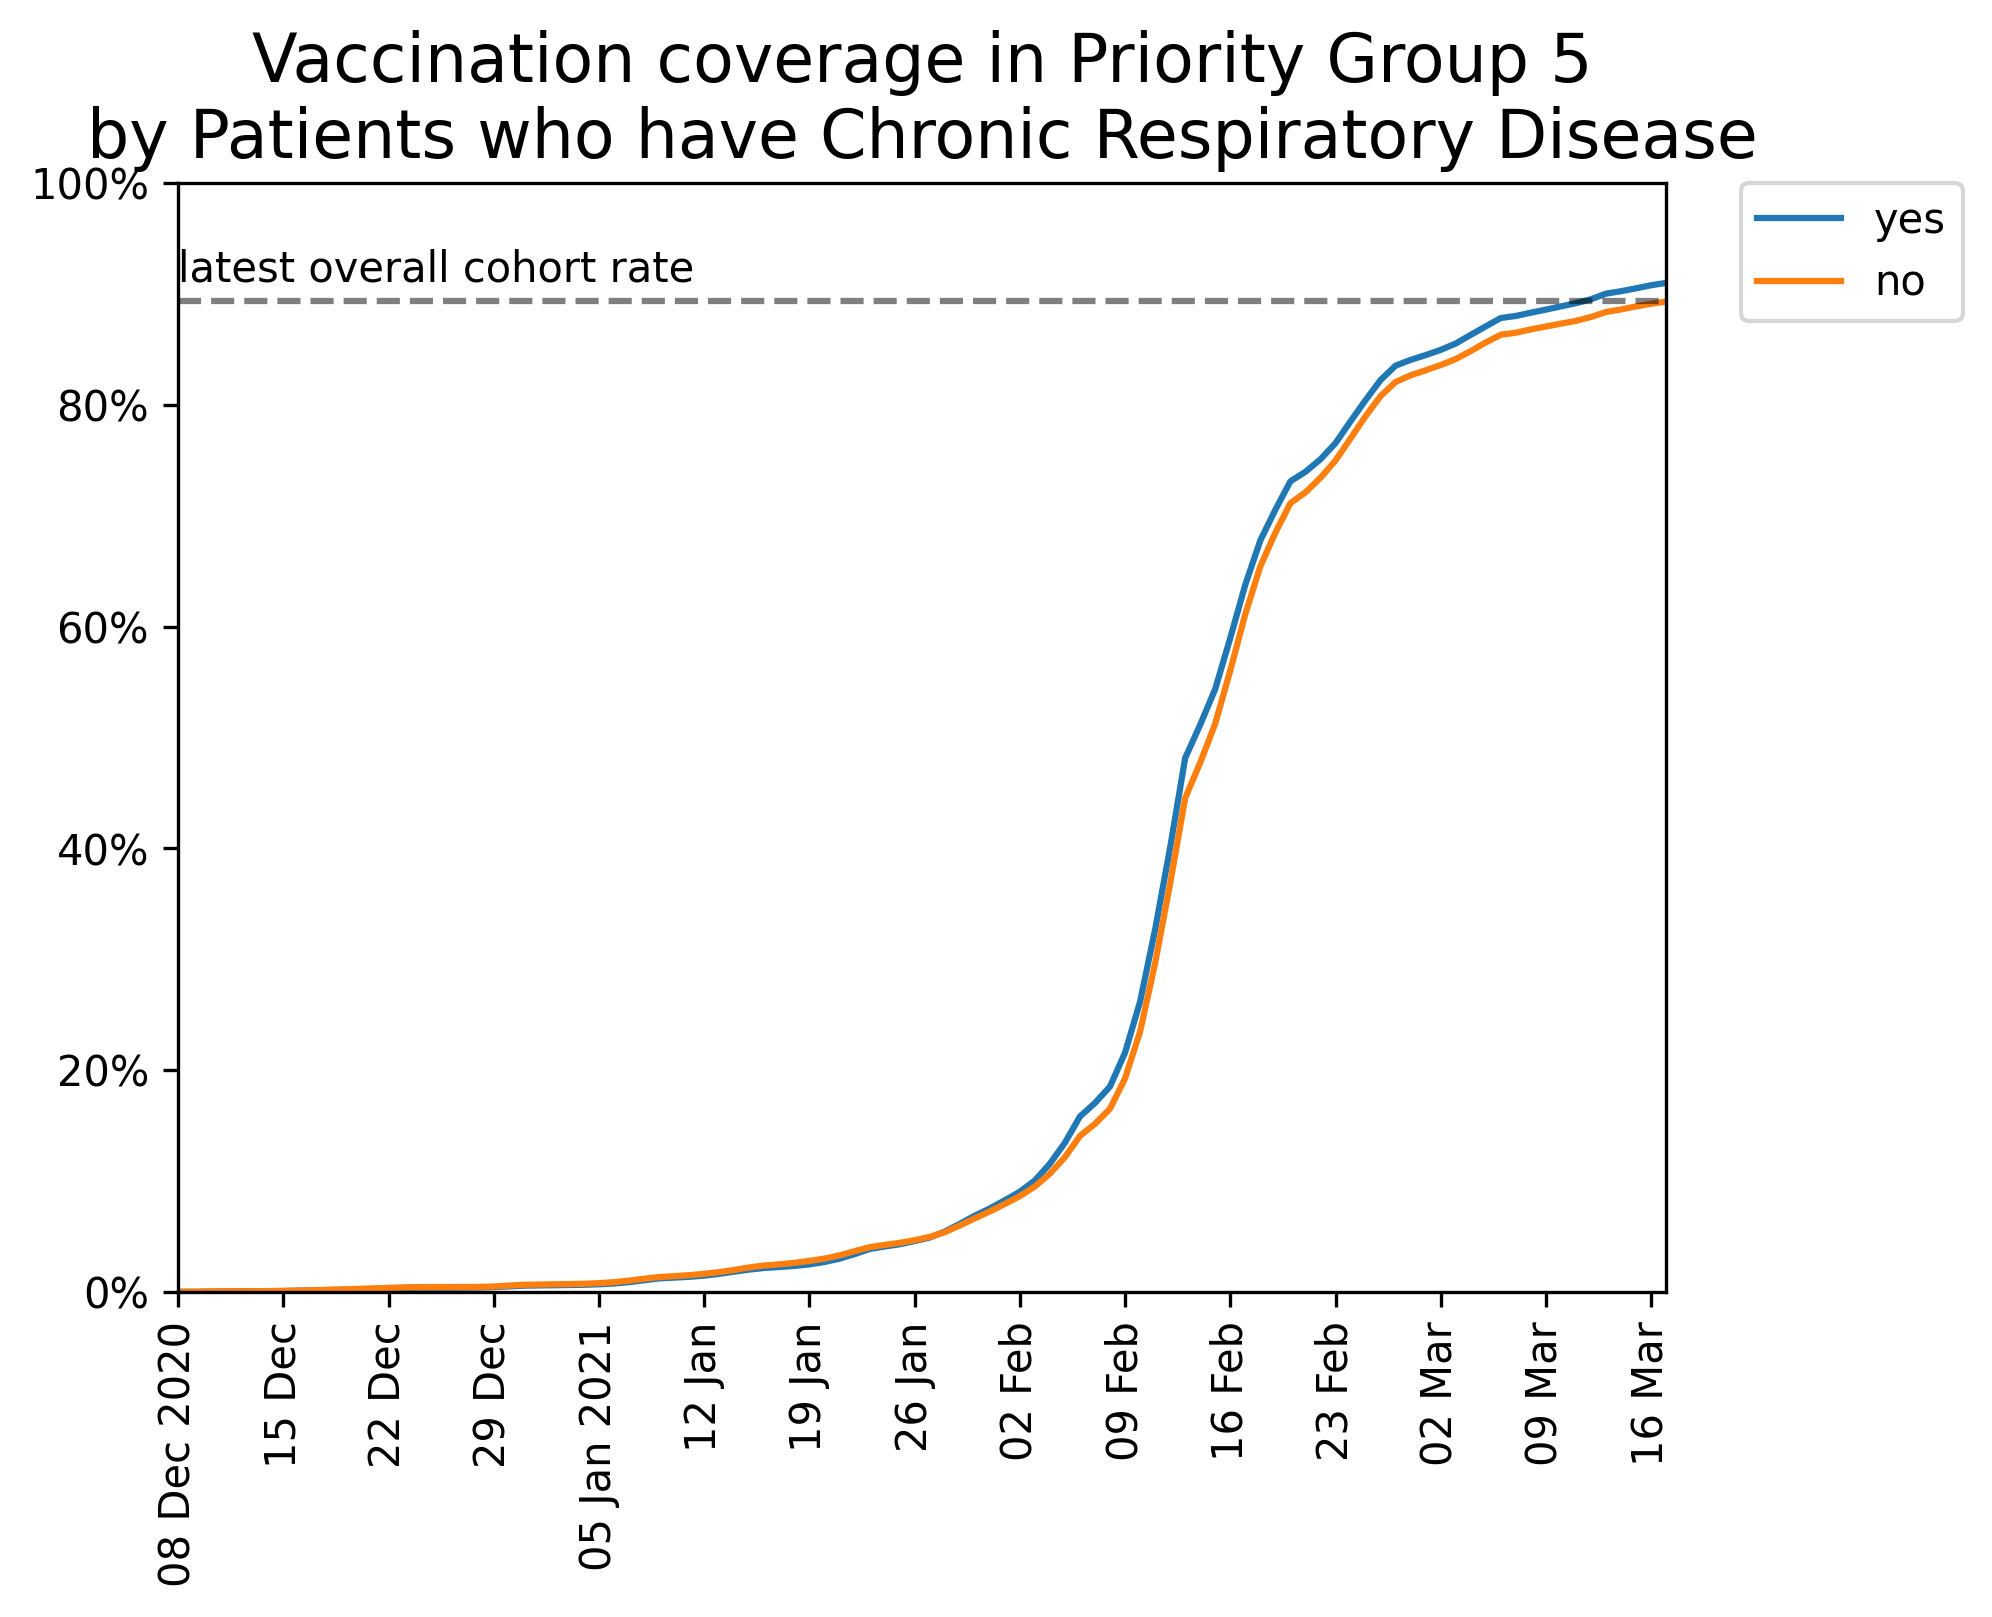 Vaccination coverage in Priority Group 5
by Patients who have Chronic Respiratory Disease
100%
80%
60%
40%
20%
0%
latest overall cohort rate
yes
no
08 Dec 2020
15 Dec
22 Dec
29 Dec
05 Jan 2021
12 Jan
19 Jan
26 Jan
02 Feb
09 Feb
16 Feb
23 Feb
02 Mar
09 Mar
16 Mar